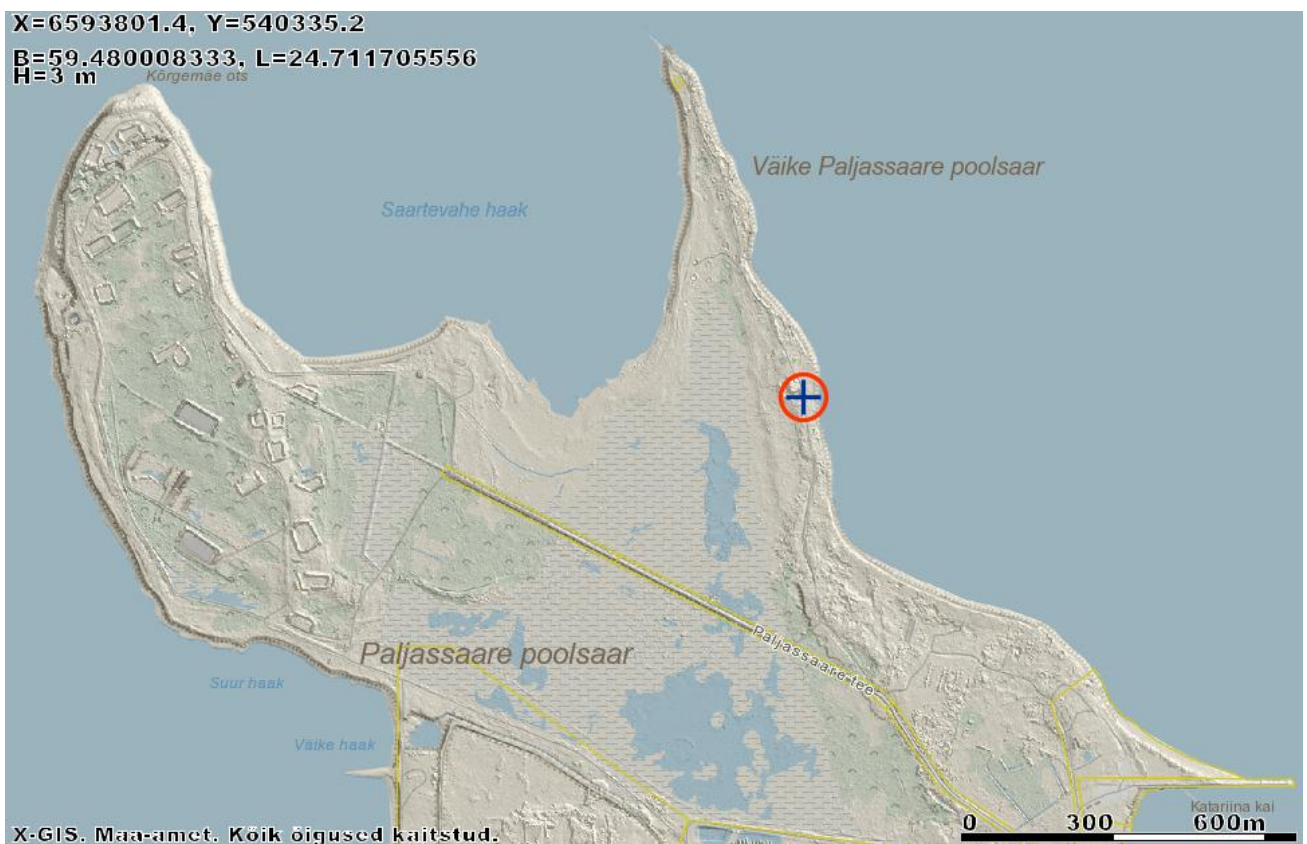 X=6593801.4, Y=540335.2
B=59.480008333, L=24.711705556
H=3 m
Kõrgemäe ots
Väike Paljassaare poolsaar
Saartevahe haak
Paljassaare tee
Paljassaare poolsaar
Suur haak
Väike haak
Katariina kai
0 300 600m
X-GIS. Maa-amet. Kõik õigused kaitstud.